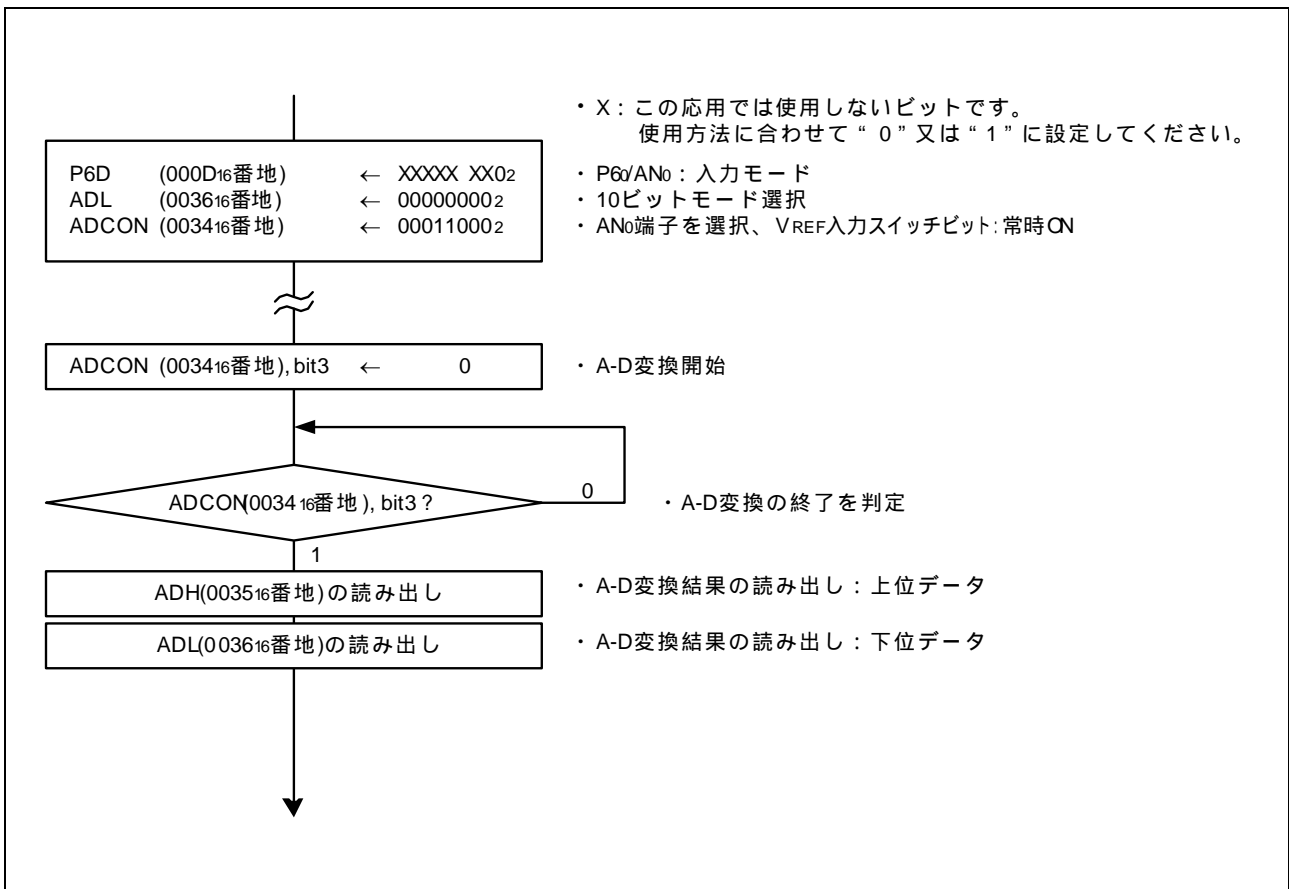 ・X：この応用では使用しないビットです。
使用方法に合わせて“0”又は“1”に設定してください。
P6D (000D16番地) ← XXXXX XX02 ・P60/AN0：入力モード
ADL (003616番地) ← 000000002 ・10ビットモード選択
ADCON (003416番地) ← 000110002 ・AN0端子を選択、VREF入力スイッチビット:常時ON
ADCON (003416番地), bit3 ← 0 ・A-D変換開始
ADCON(003416番地), bit3 ? 0 ・A-D変換の終了を判定
1
ADH(003516番地)の読み出し ・A-D変換結果の読み出し：上位データ
ADL(003616番地)の読み出し ・A-D変換結果の読み出し：下位データ